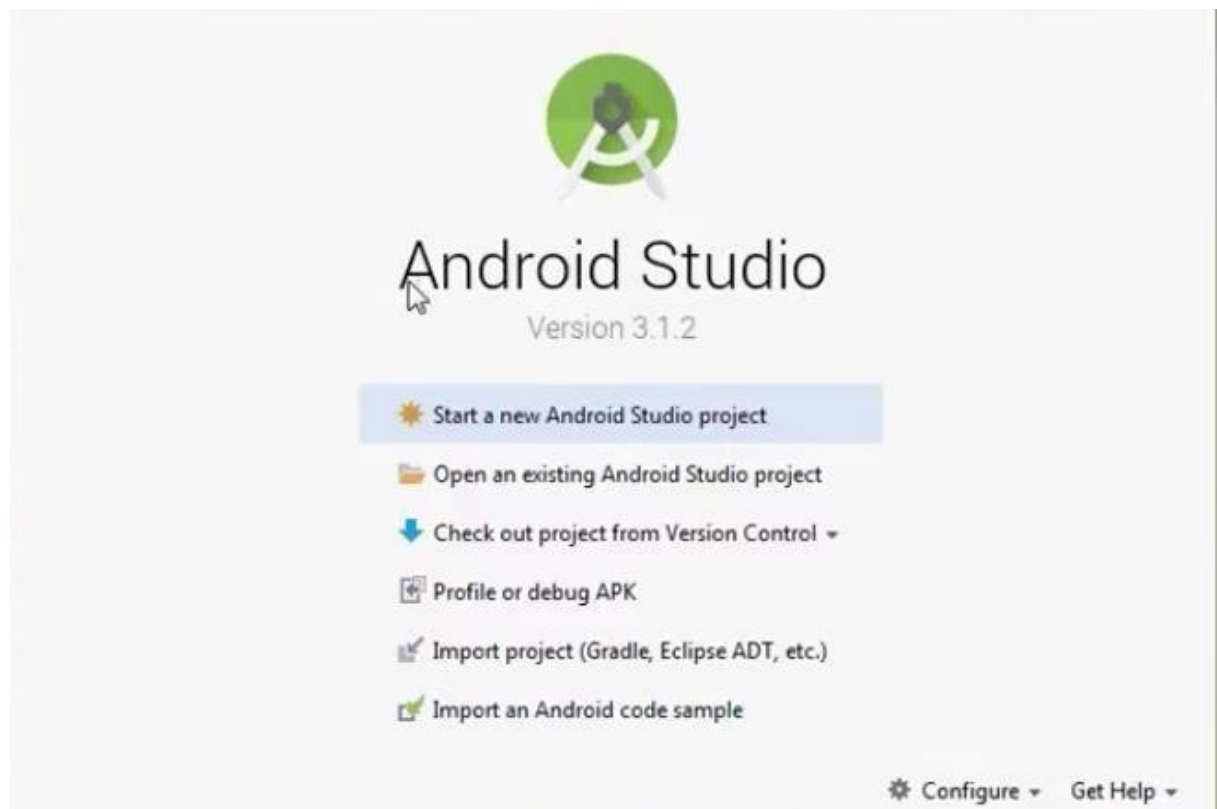 Android Studio
Version 3.1.2
Start a new Android Studio project
Open an existing Android Studio project
Check out project from Version Control
Profile or debug APK
Import project (Gradle, Eclipse ADT, etc.)
Import an Android code sample
Configure Get Help